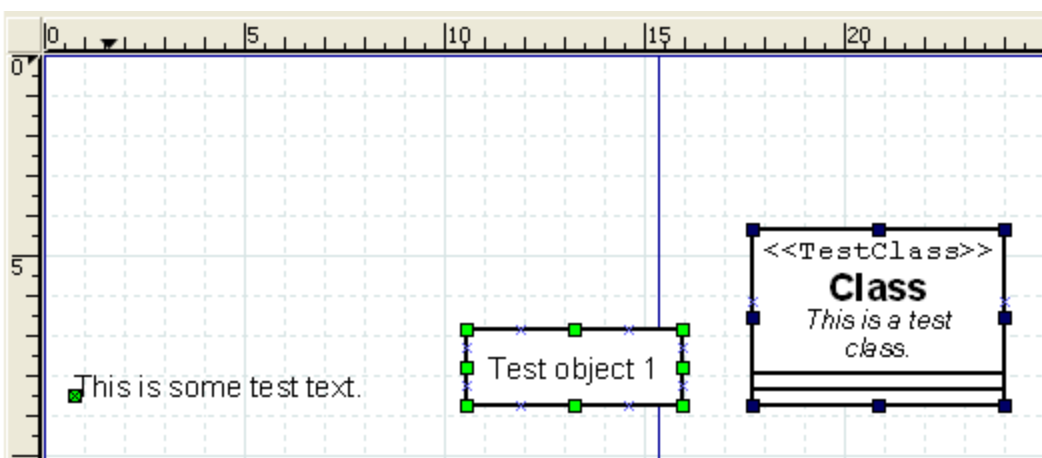 0 5 10 15 20
0
5
<<TestClass>>
Class
This is a test
class.
Test object 1
This is some test text.